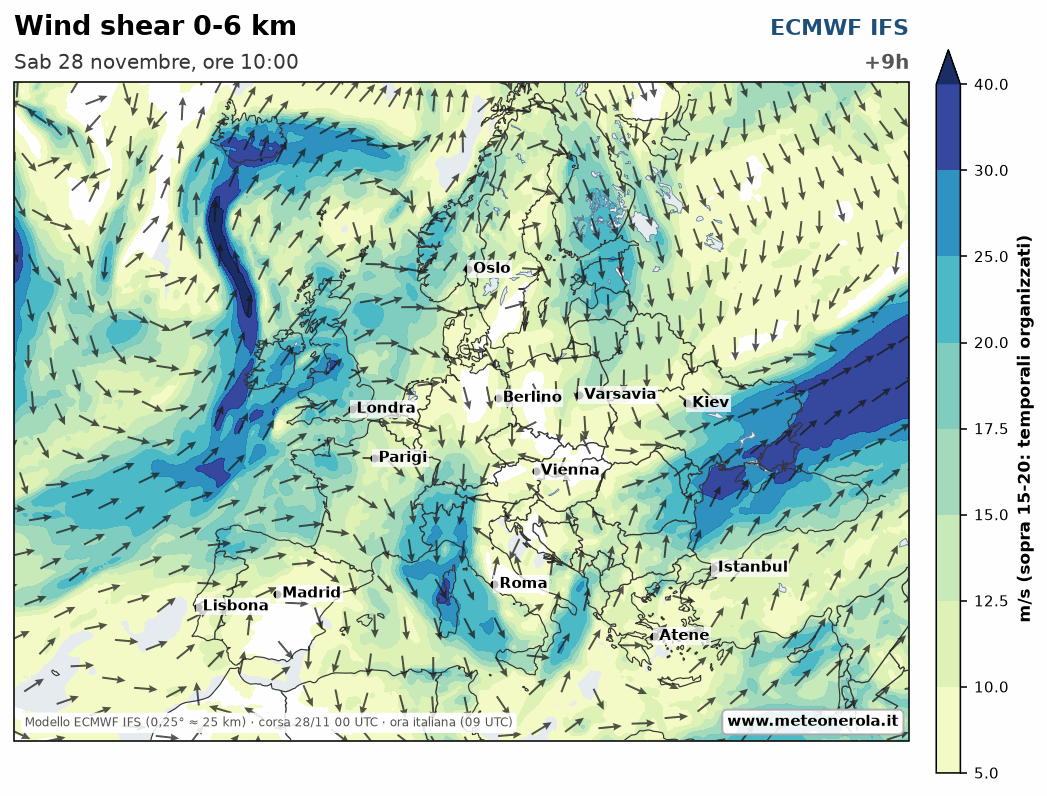 Wind shear 0-6 km
ECMWF IFS
Sab 28 novembre, ore 10:00
+9h
40.0
30.0
25.0
20.0
17.5
15.0
12.5
10.0
5.0
m/s (sopra 15-20: temporali organizzati)
Oslo
Berlino
Varsavia
Kiev
Londra
Parigi
Vienna
Istanbul
Roma
Madrid
Lisbona
Atene
Modello ECMWF IFS (0,25° ≈ 25 km) · corsa 28/11 00 UTC · ora italiana (09 UTC)
www.meteonerola.it